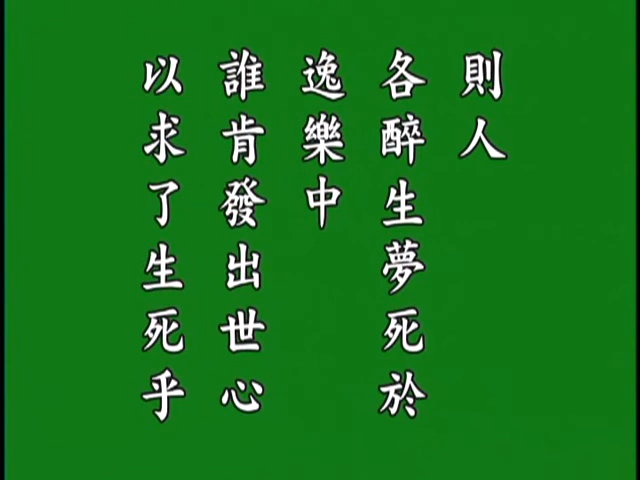 則人
各醉生夢死於
逸樂中
誰肯發出世心
以求了生死乎